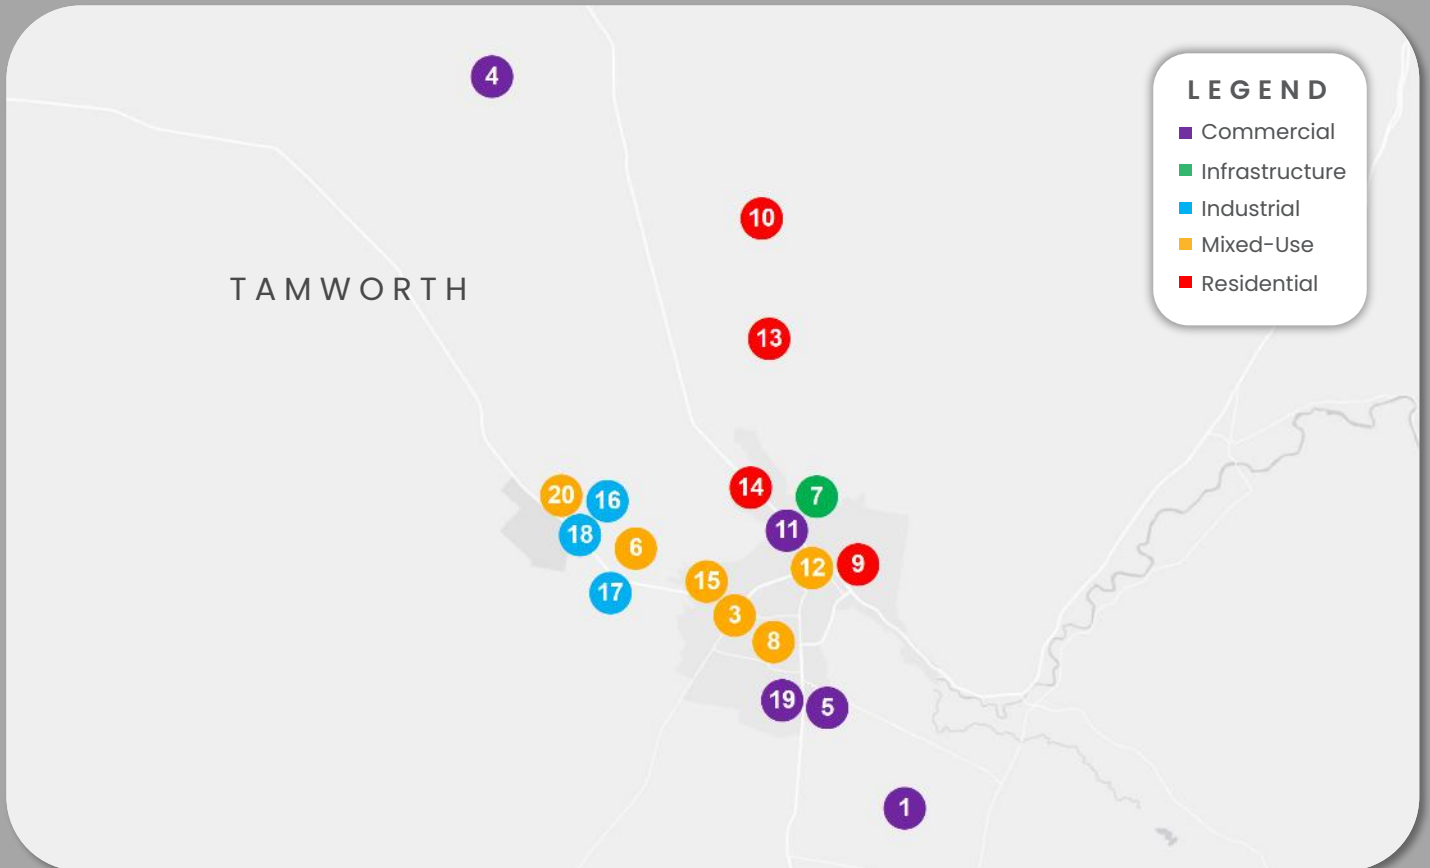 4
LEGEND
Commercial
Infrastructure
Industrial
Mixed-Use
Residential
10
TAMWORTH
13
14
7
20
16
11
18
6
12
9
15
17
3
8
19
5
1